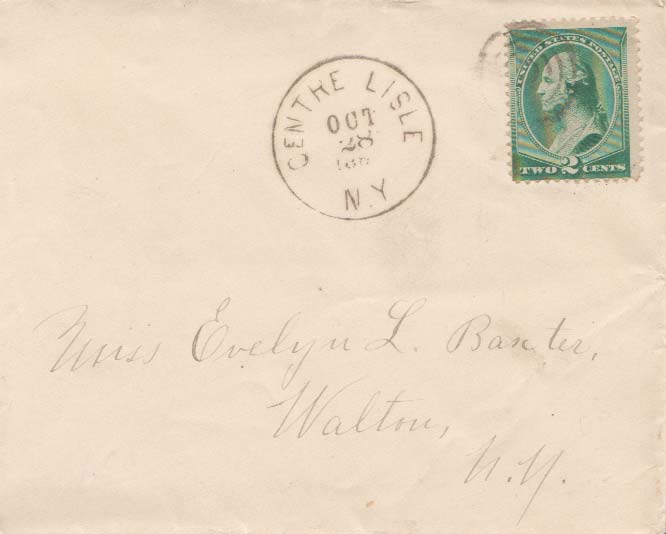 UNITED STATES POSTAGE
TWO 2 CENTS
CENTRE LISLE
OCT
28
N.Y
Miss Evelyn L. Baxter,
Walton,
N.Y.